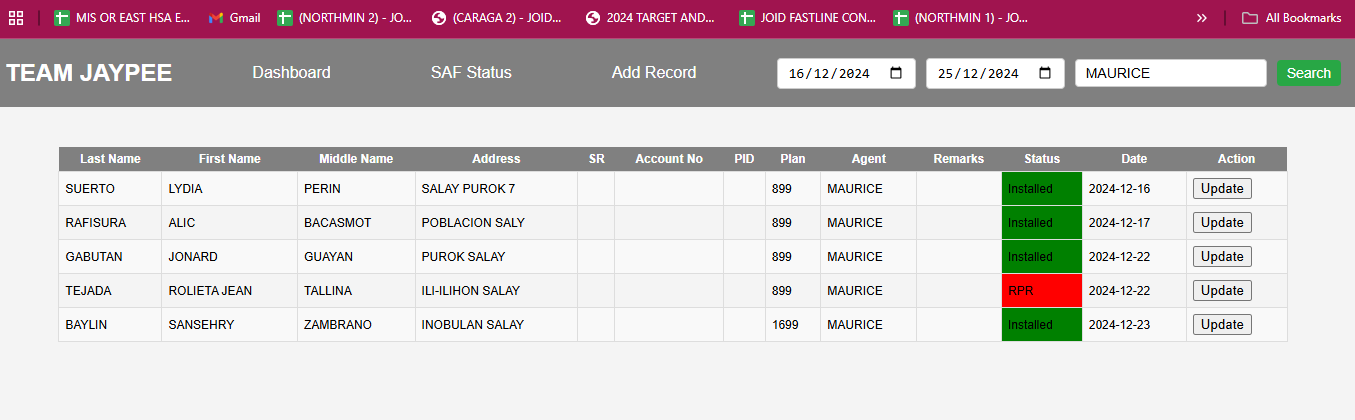 MIS OR EAST HSA E... Gmail (NORTHMIN 2) - JO... (CARAGA 2) - JOID... 2024 TARGET AND... JOID FASTLINE CON... (NORTHMIN 1) - JO... » All Bookmarks
TEAM JAYPEE Dashboard SAF Status Add Record 16/12/2024 25/12/2024 MAURICE Search
Last Name First Name Middle Name Address SR Account No PID Plan Agent Remarks Status Date Action
SUERTO LYDIA PERIN SALAY PUROK 7 899 MAURICE Installed 2024-12-16 Update
RAFISURA ALIC BACASMOT POBLACION SALY 899 MAURICE Installed 2024-12-17 Update
GABUTAN JONARD GUAYAN PUROK SALAY 899 MAURICE Installed 2024-12-22 Update
TEJADA ROLIETA JEAN TALLINA ILI-ILIHON SALAY 899 MAURICE RPR 2024-12-22 Update
BAYLIN SANSEHRY ZAMBRANO INOBULAN SALAY 1699 MAURICE Installed 2024-12-23 Update